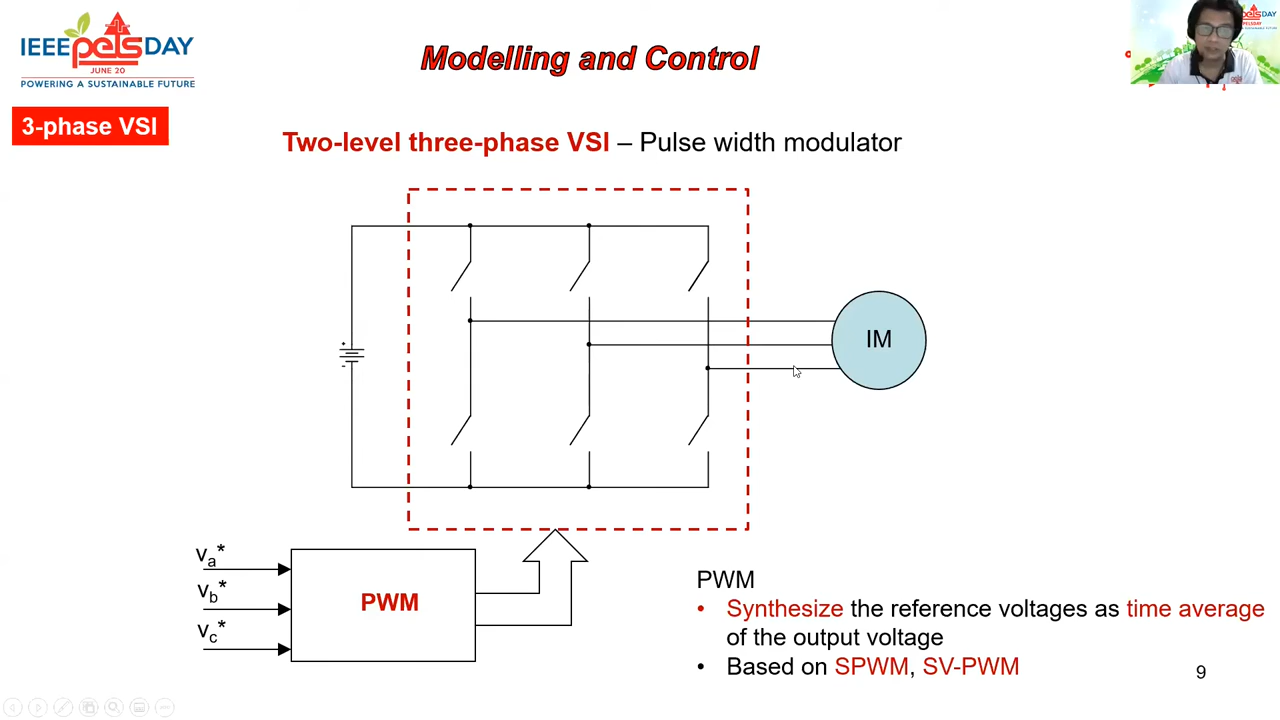 IEEE pels DAY
JUNE 20
POWERING A SUSTAINABLE FUTURE
Modelling and Control
DAY
3-phase VSI
Two-level three-phase VSI – Pulse width modulator
+
-
IM
va*
vb*
vc*
PWM
PWM
• Synthesize the reference voltages as time average
of the output voltage
• Based on SPWM, SV-PWM
9